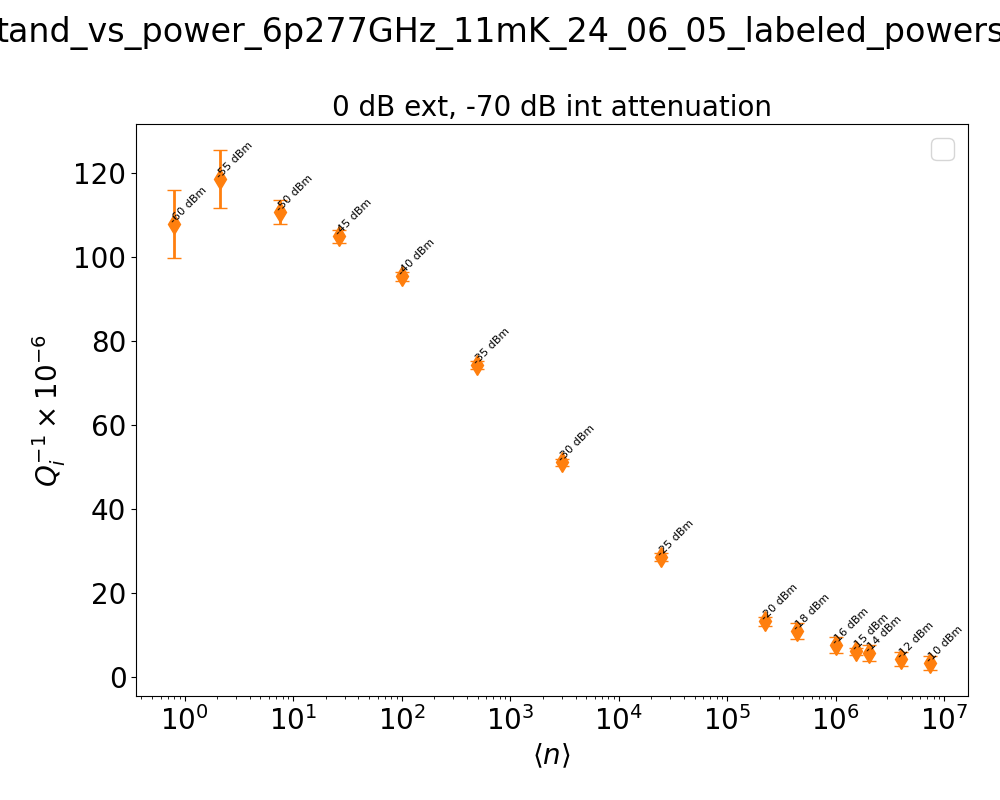 tand_vs_power_6p277GHz_11mK_24_06_05_labeled_powers
0 dB ext, -70 dB int attenuation
120
100
80
60
40
20
0
Q_i^{-1} × 10^{-6}
-60 dBm
-55 dBm
-50 dBm
-45 dBm
-40 dBm
-35 dBm
-30 dBm
-25 dBm
-20 dBm
-18 dBm
-16 dBm
-15 dBm
-14 dBm
-12 dBm
-10 dBm
10^0 10^1 10^2 10^3 10^4 10^5 10^6 10^7
⟨n⟩